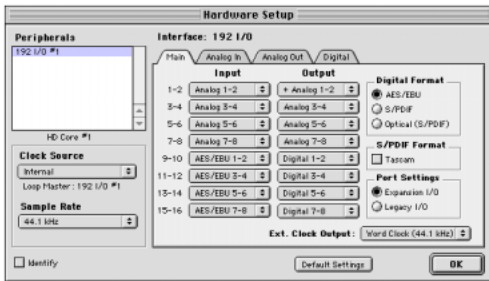 Hardware Setup
Peripherals
192 I/O #1
HD Core #1
Clock Source
Internal
Loop Master : 192 I/O #1
Sample Rate
44.1 kHz
Identify
Interface: 192 I/O
Main Analog In Analog Out Digital
Input Output
1-2 Analog 1-2 + Analog 1-2
3-4 Analog 3-4 Analog 3-4
5-6 Analog 5-6 Analog 5-6
7-8 Analog 7-8 Analog 7-8
9-10 AES/EBU 1-2 Digital 1-2
11-12 AES/EBU 3-4 Digital 3-4
13-14 AES/EBU 5-6 Digital 5-6
15-16 AES/EBU 7-8 Digital 7-8
Digital Format
AES/EBU
S/PDIF
Optical (S/PDIF)
S/PDIF Format
Tascam
Port Settings
Expansion I/O
Legacy I/O
Ext. Clock Output: Word Clock (44.1 kHz)
Default Settings
OK